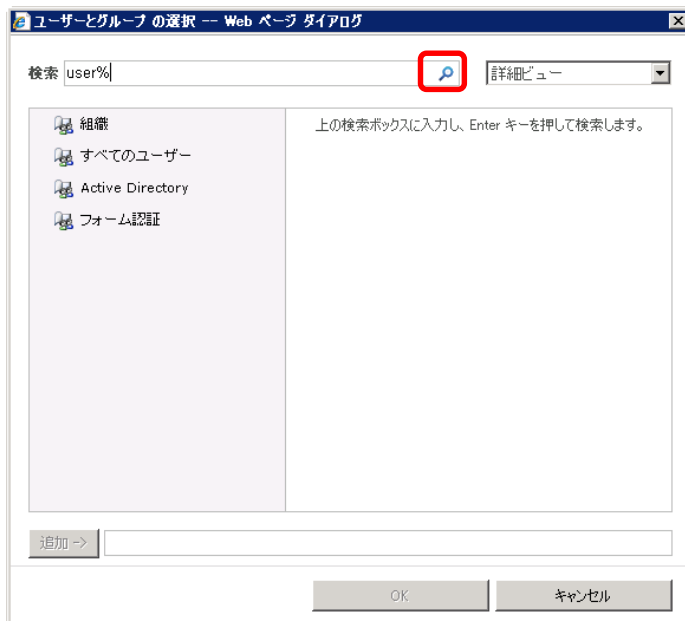 ユーザーとグループ の選択 -- Web ページ ダイアログ
検索 user% 詳細ビュー
組織
すべてのユーザー
Active Directory
フォーム認証
上の検索ボックスに入力し、Enter キーを押して検索します。
追加 ->
OK キャンセル